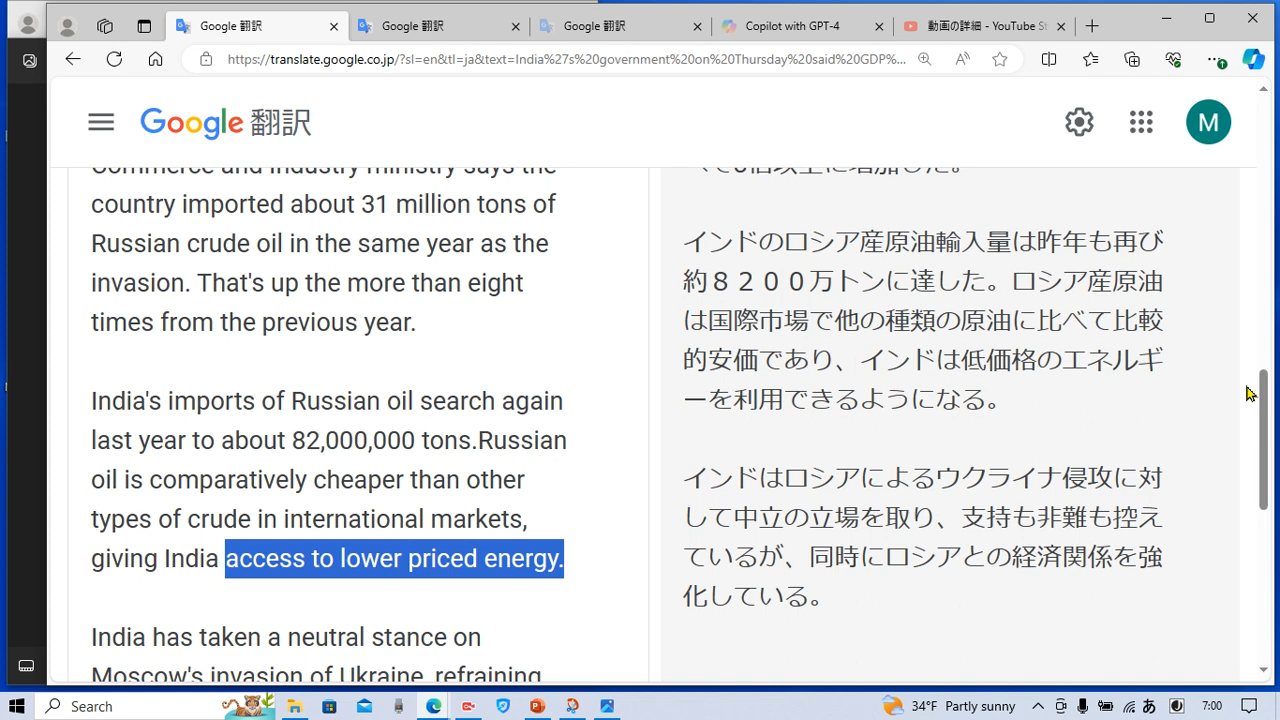 Google 翻訳
Google 翻訳
Google 翻訳
Copilot with GPT-4
動画の詳細 - YouTube St
https://translate.google.co.jp/?sl=en&tl=ja&text=India%27s%20government%20on%20Thursday%20said%20GDP%...
Google 翻訳
M
Commerce and Industry ministry says the
country imported about 31 million tons of
Russian crude oil in the same year as the
invasion. That's up the more than eight
times from the previous year.
India's imports of Russian oil search again
last year to about 82,000,000 tons.Russian
oil is comparatively cheaper than other
types of crude in international markets,
giving India access to lower priced energy.
India has taken a neutral stance on
Moscow's invasion of Ukraine, refraining
インドのロシア産原油輸入量は昨年も再び
約８２００万トンに達した。ロシア産原油
は国際市場で他の種類の原油に比べて比較
的安価であり、インドは低価格のエネルギ
ーを利用できるようになる。
インドはロシアによるウクライナ侵攻に対
して中立の立場を取り、支持も非難も控え
ているが、同時にロシアとの経済関係を強
化している。
Search
34°F Partly sunny
あ
7:00